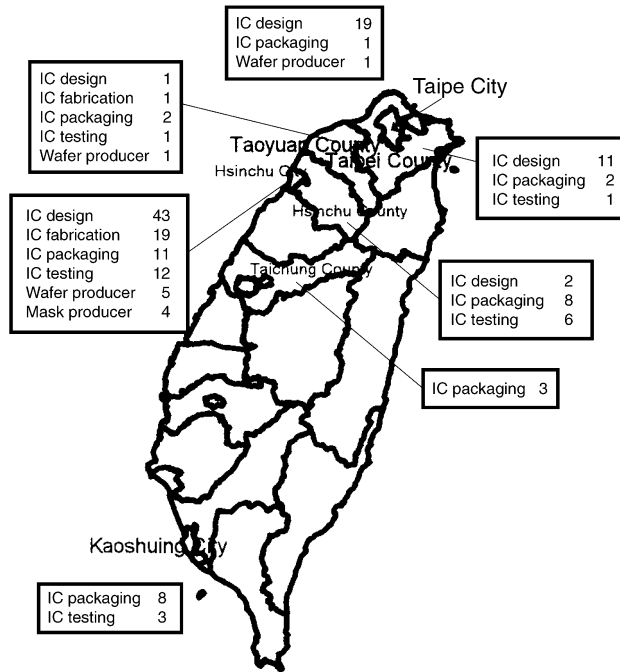 IC design 19
IC packaging 1
Wafer producer 1
IC design 1
IC fabrication 1
IC packaging 2
IC testing 1
Wafer producer 1
Taipe City
Taoyuan County
Taipei County
Hsinchu City
IC design 11
IC packaging 2
IC testing 1
IC design 43
IC fabrication 19
IC packaging 11
IC testing 12
Wafer producer 5
Mask producer 4
Hsinchu County
Taichung County
IC design 2
IC packaging 8
IC testing 6
IC packaging 3
Kaoshuing City
IC packaging 8
IC testing 3